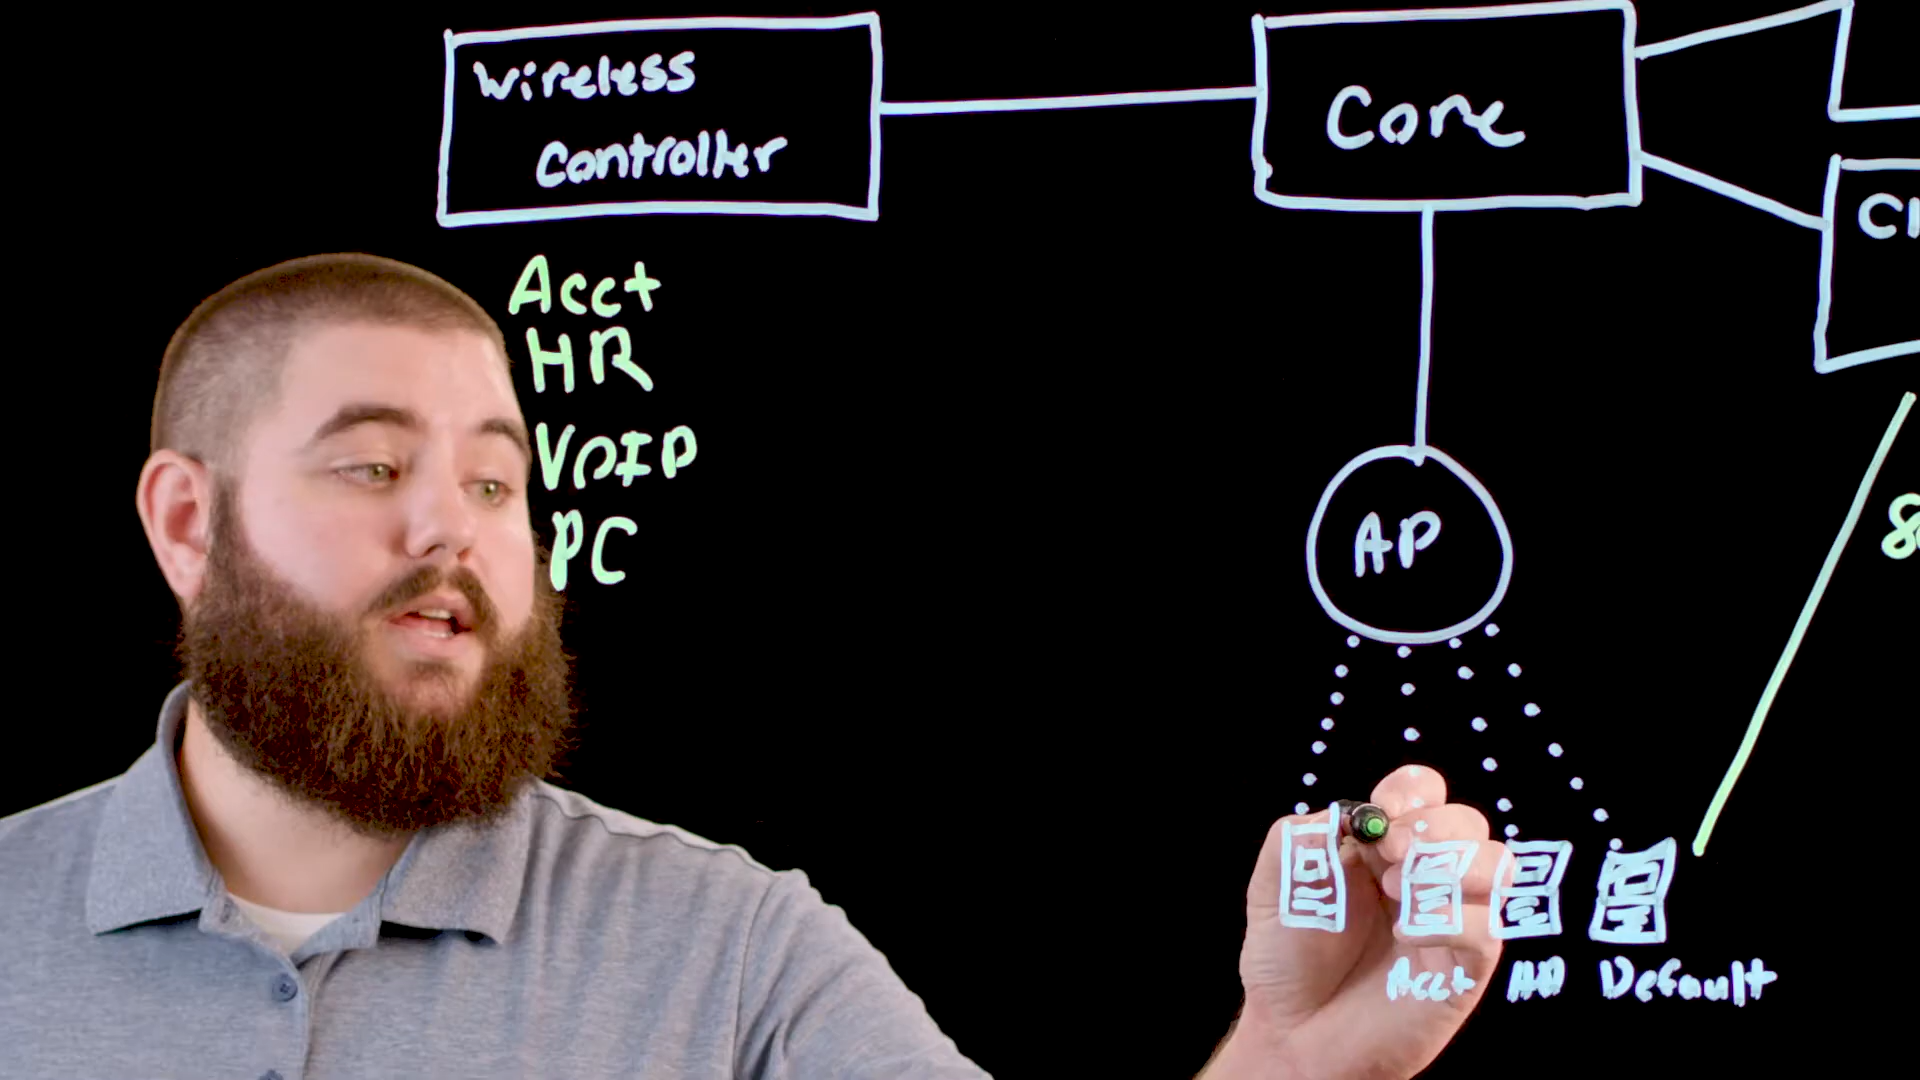 Wireless
Controller
Core
Acct
HR
VOIP
PC
AP
Acct HR Default